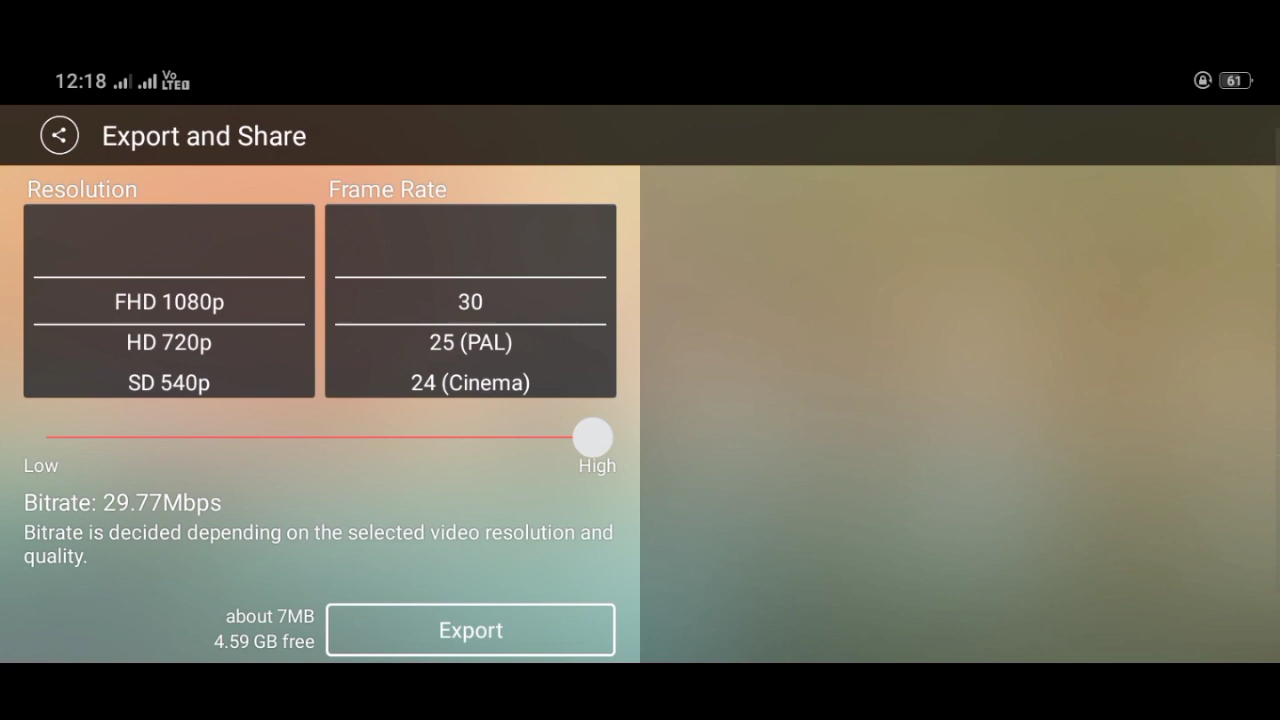 12:18 Vo LTE 61
Export and Share
Resolution Frame Rate
FHD 1080p 30
HD 720p 25 (PAL)
SD 540p 24 (Cinema)
Low High
Bitrate: 29.77Mbps
Bitrate is decided depending on the selected video resolution and
quality.
about 7MB
4.59 GB free
Export